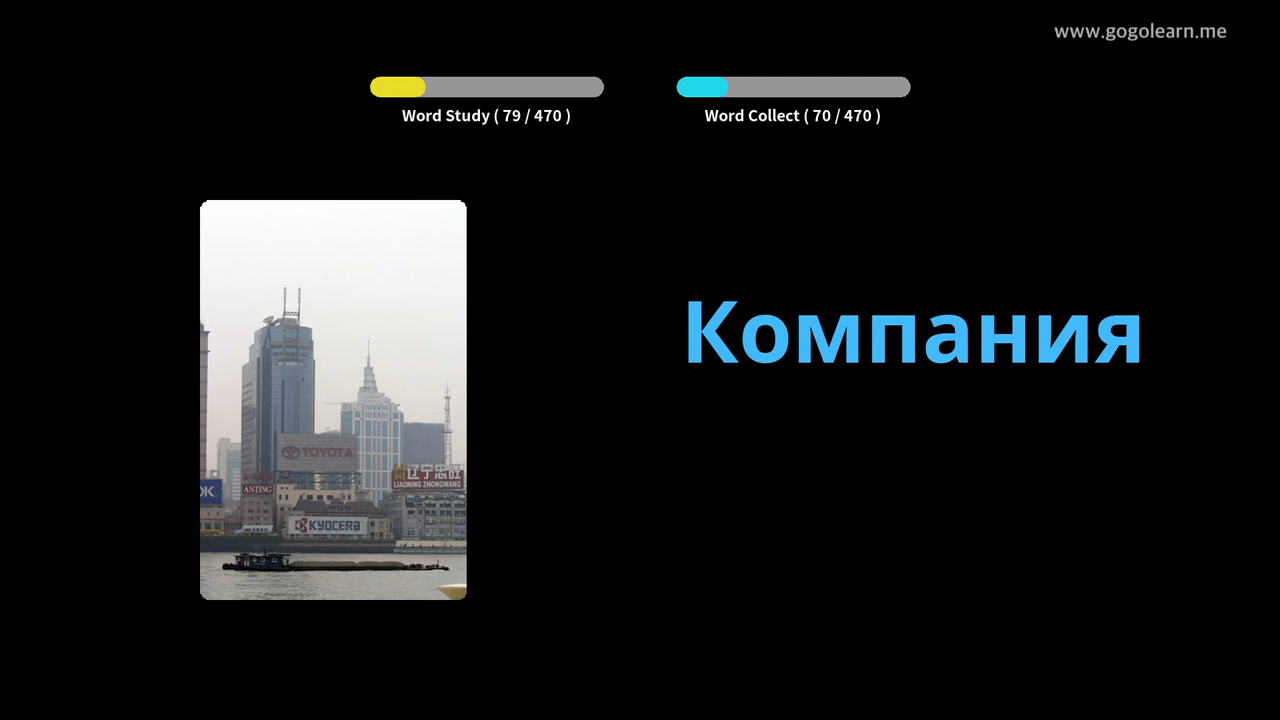 www.gogolearn.me
Word Study ( 79 / 470 )
Word Collect ( 70 / 470 )
Компания
TOYOTA
辽宁忠旺
LIAONING ZHONGWANG
ANTING
OK
KYOCERA